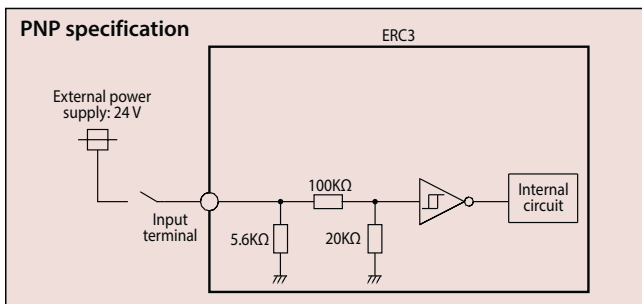 PNP specification
ERC3
External power
supply: 24 V
100KΩ
Internal
circuit
Input
terminal
5.6KΩ
20KΩ